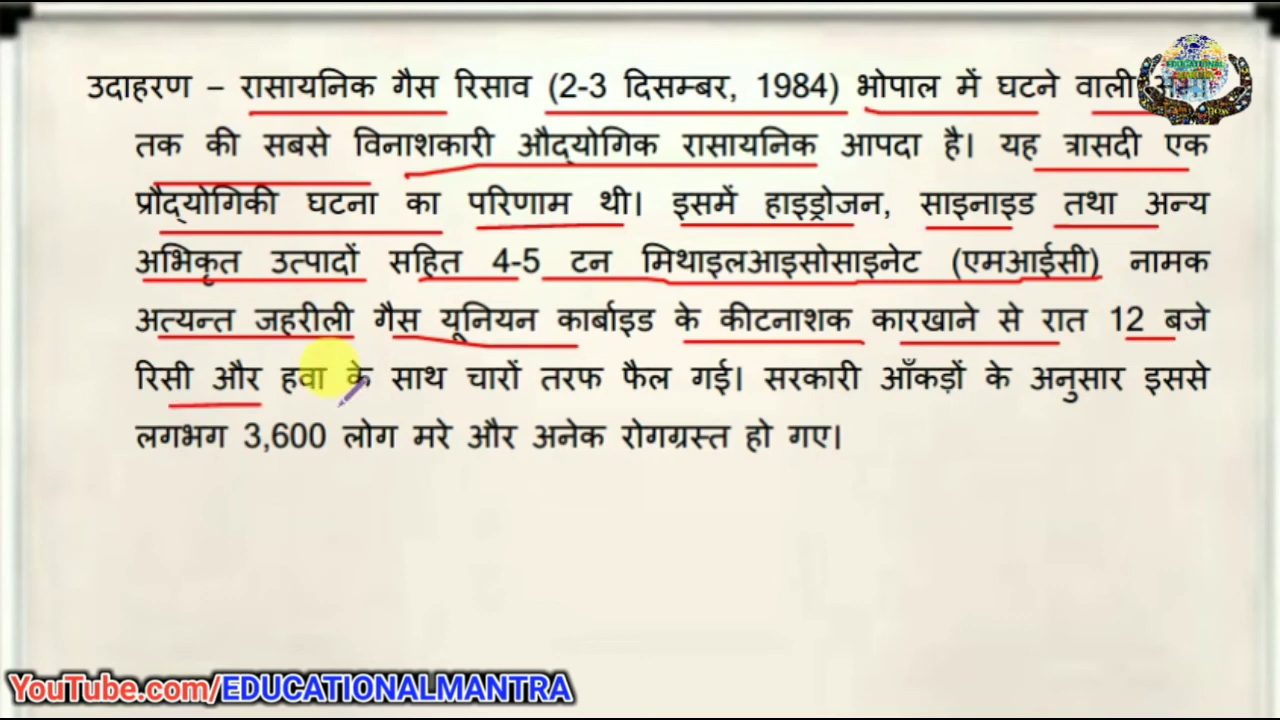 उदाहरण – रासायनिक गैस रिसाव (2-3 दिसम्बर, 1984) भोपाल में घटने वाली
तक की सबसे विनाशकारी औद्योगिक रासायनिक आपदा है। यह त्रासदी एक
प्रौद्योगिकी घटना का परिणाम थी। इसमें हाइड्रोजन, साइनाइड तथा अन्य
अभिकृत उत्पादों सहित 4-5 टन मिथाइलआइसोसाइनेट (एमआईसी) नामक
अत्यन्त जहरीली गैस यूनियन कार्बाइड के कीटनाशक कारखाने से रात 12 बजे
रिसी और हवा के साथ चारों तरफ फैल गई। सरकारी आँकड़ों के अनुसार इससे
लगभग 3,600 लोग मरे और अनेक रोगग्रस्त हो गए।
EDUCATIONAL
MANTRA
YouTube.com/EDUCATIONALMANTRA